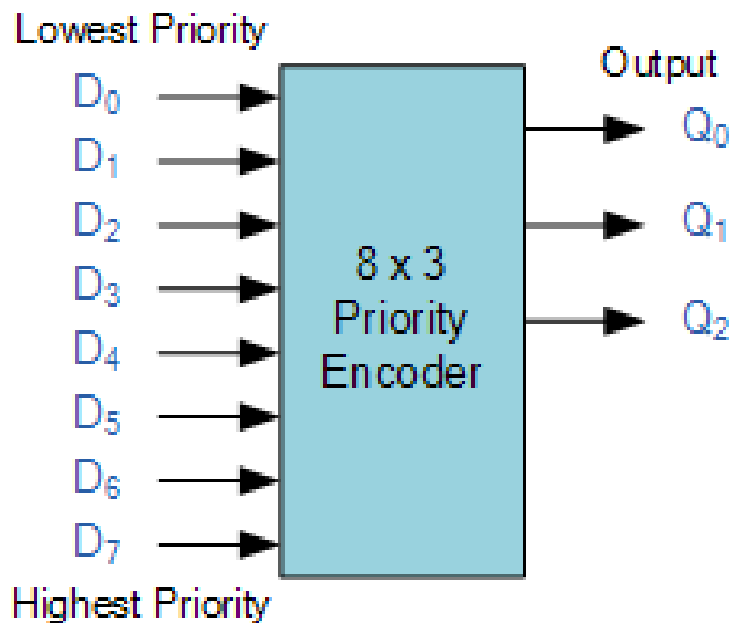 Lowest Priority
Output
D₀
D₁
D₂
D₃
D₄
D₅
D₆
D₇
8 x 3
Priority
Encoder
Q₀
Q₁
Q₂
Highest Priority